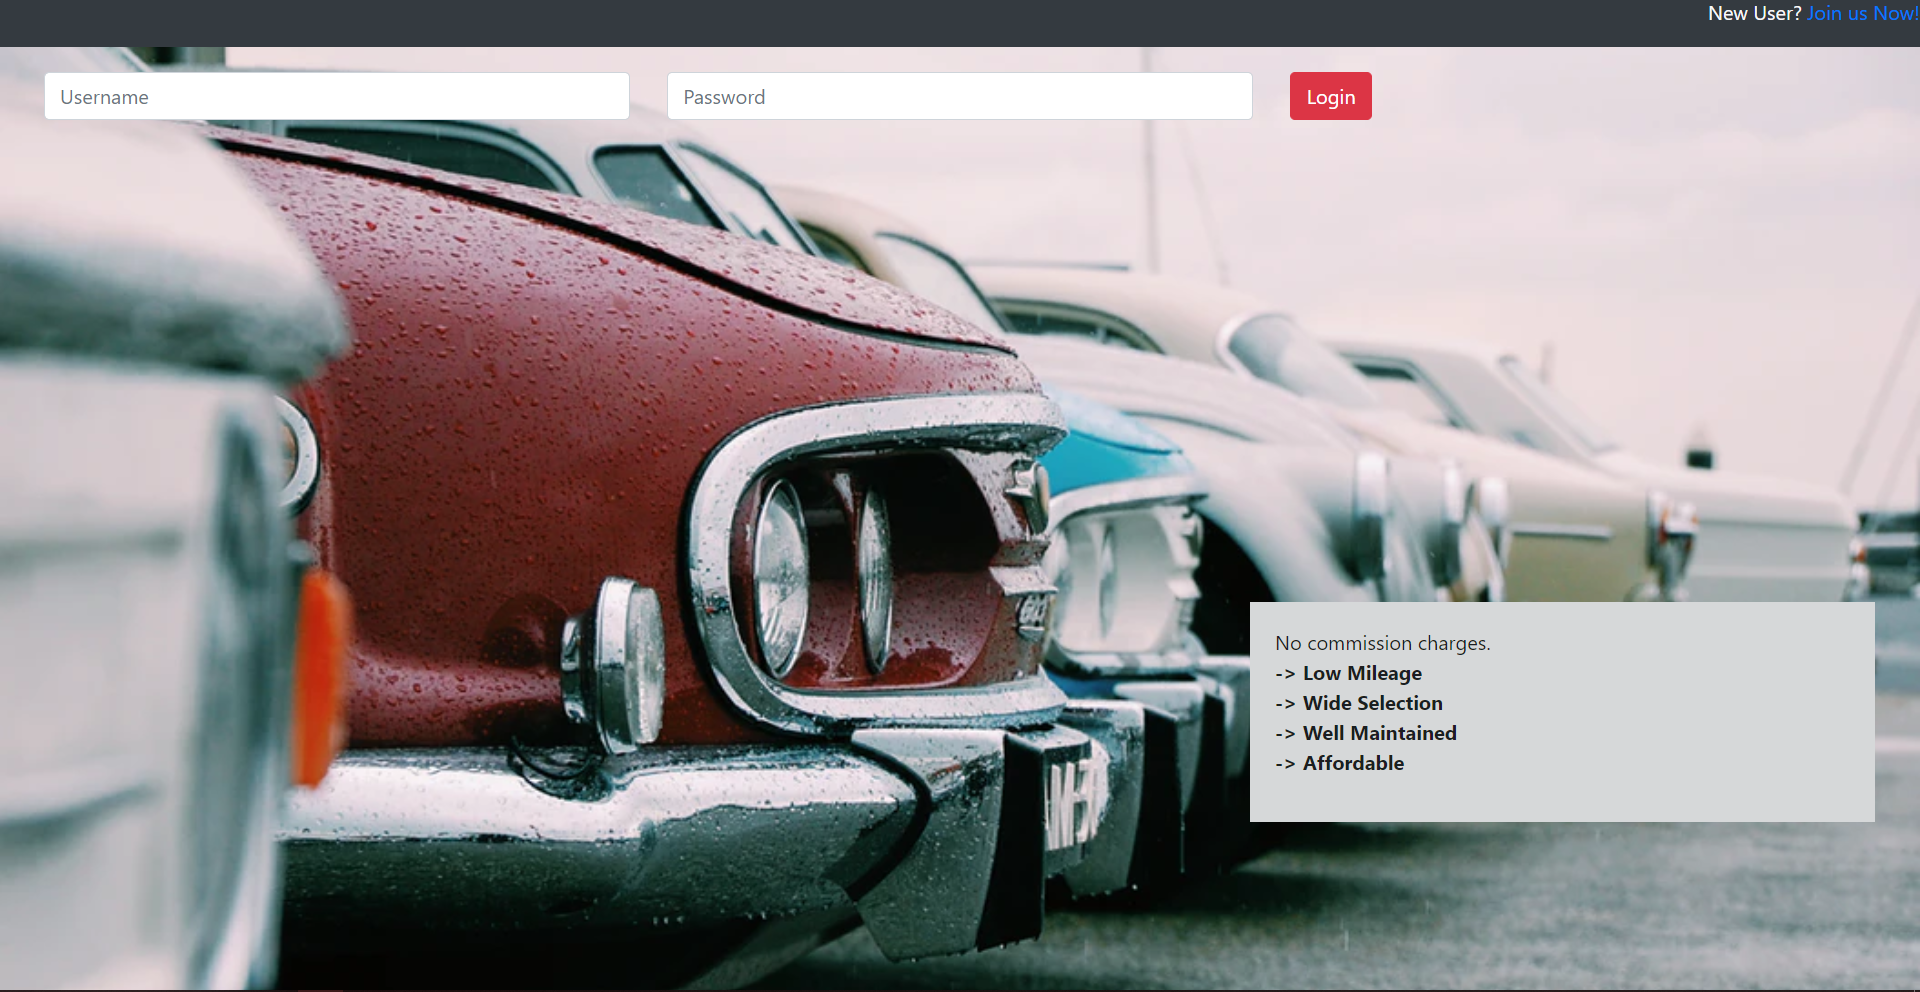 New User? Join us Now!
Username
Password
Login
No commission charges.
-> Low Mileage
-> Wide Selection
-> Well Maintained
-> Affordable